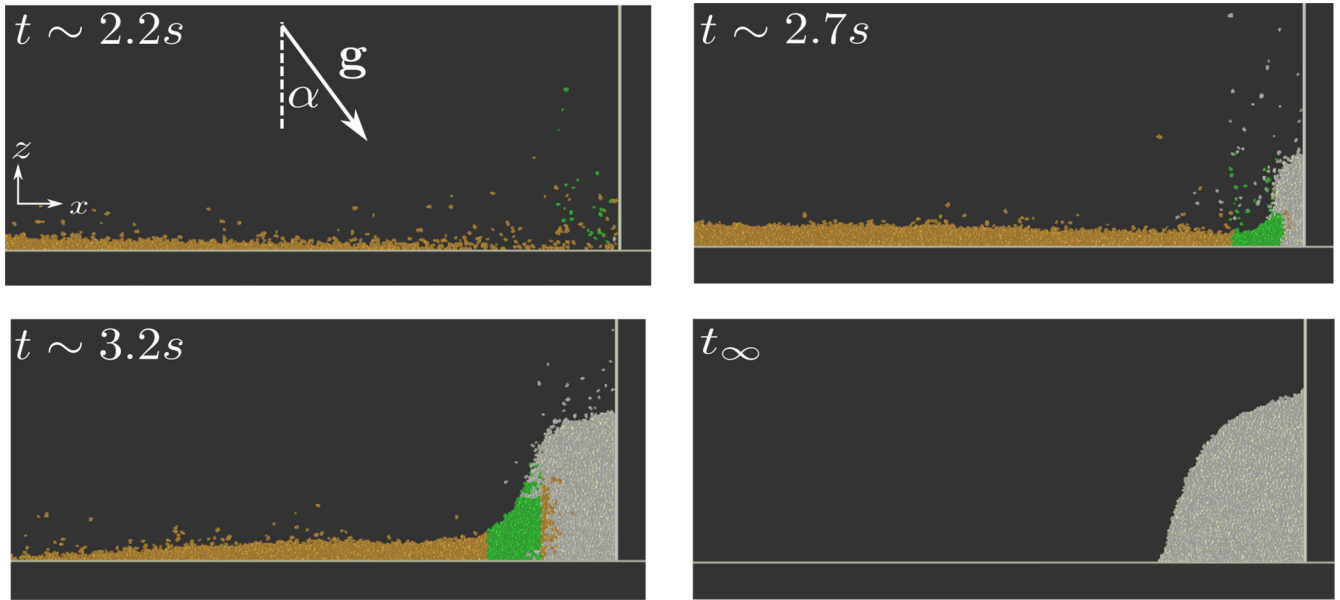 t ∼ 2.2s
g
α
z
x
t ∼ 2.7s
t ∼ 3.2s
t∞